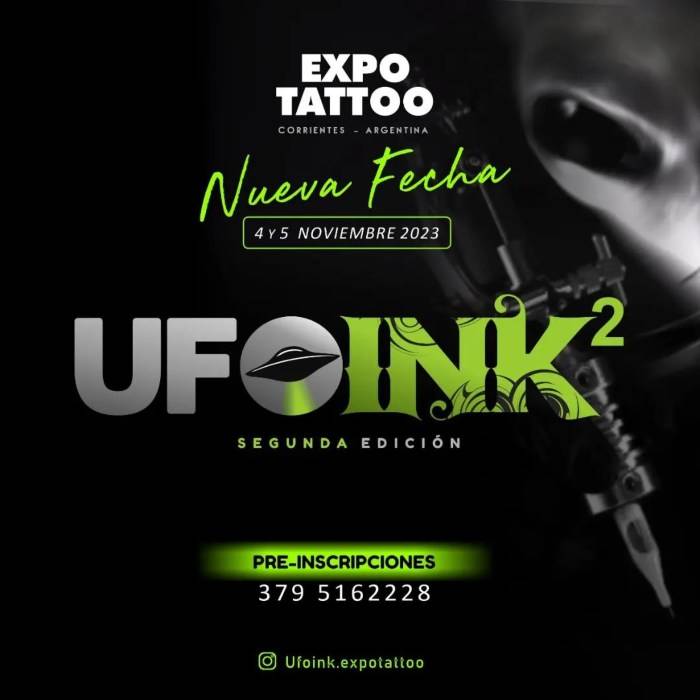 EXPO
TATTOO
CORRIENTES - ARGENTINA
Nueva Fecha
4 Y 5 NOVIEMBRE 2023
UFOINK2
SEGUNDA EDICIÓN
PRE-INSCRIPCIONES
379 5162228
Ufoink.expotattoo